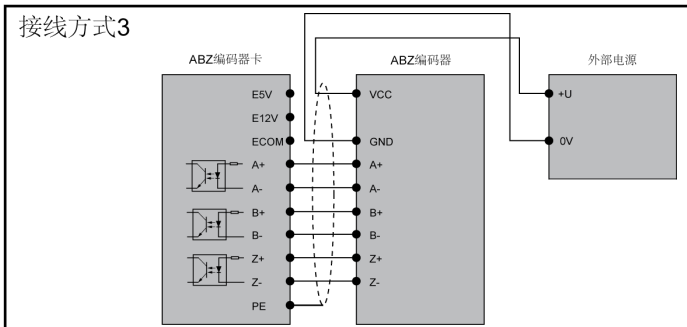 接线方式3
ABZ编码器卡
ABZ编码器
外部电源
E5V
E12V
ECOM
A+
A-
B+
B-
Z+
Z-
PE
VCC
GND
A+
A-
B+
B-
Z+
Z-
+U
0V